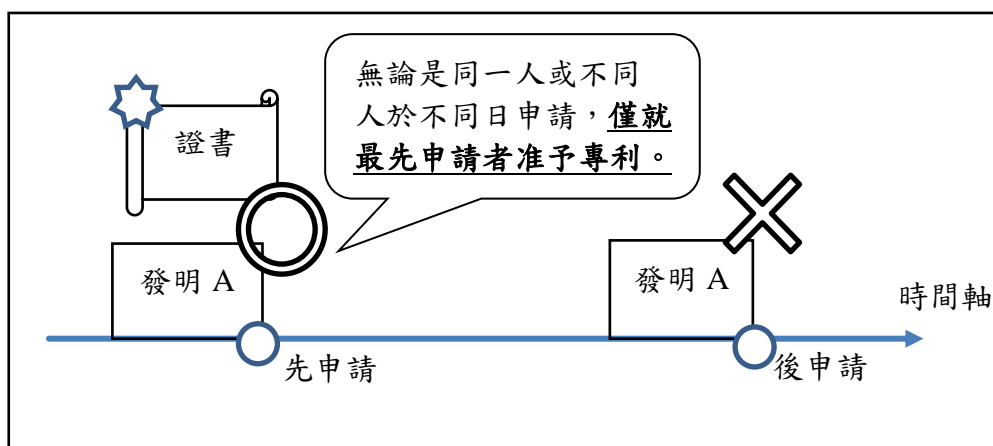 無論是同一人或不同
人於不同日申請，僅就
最先申請者准予專利。
證書
發明 A
發明 A
時間軸
先申請
後申請